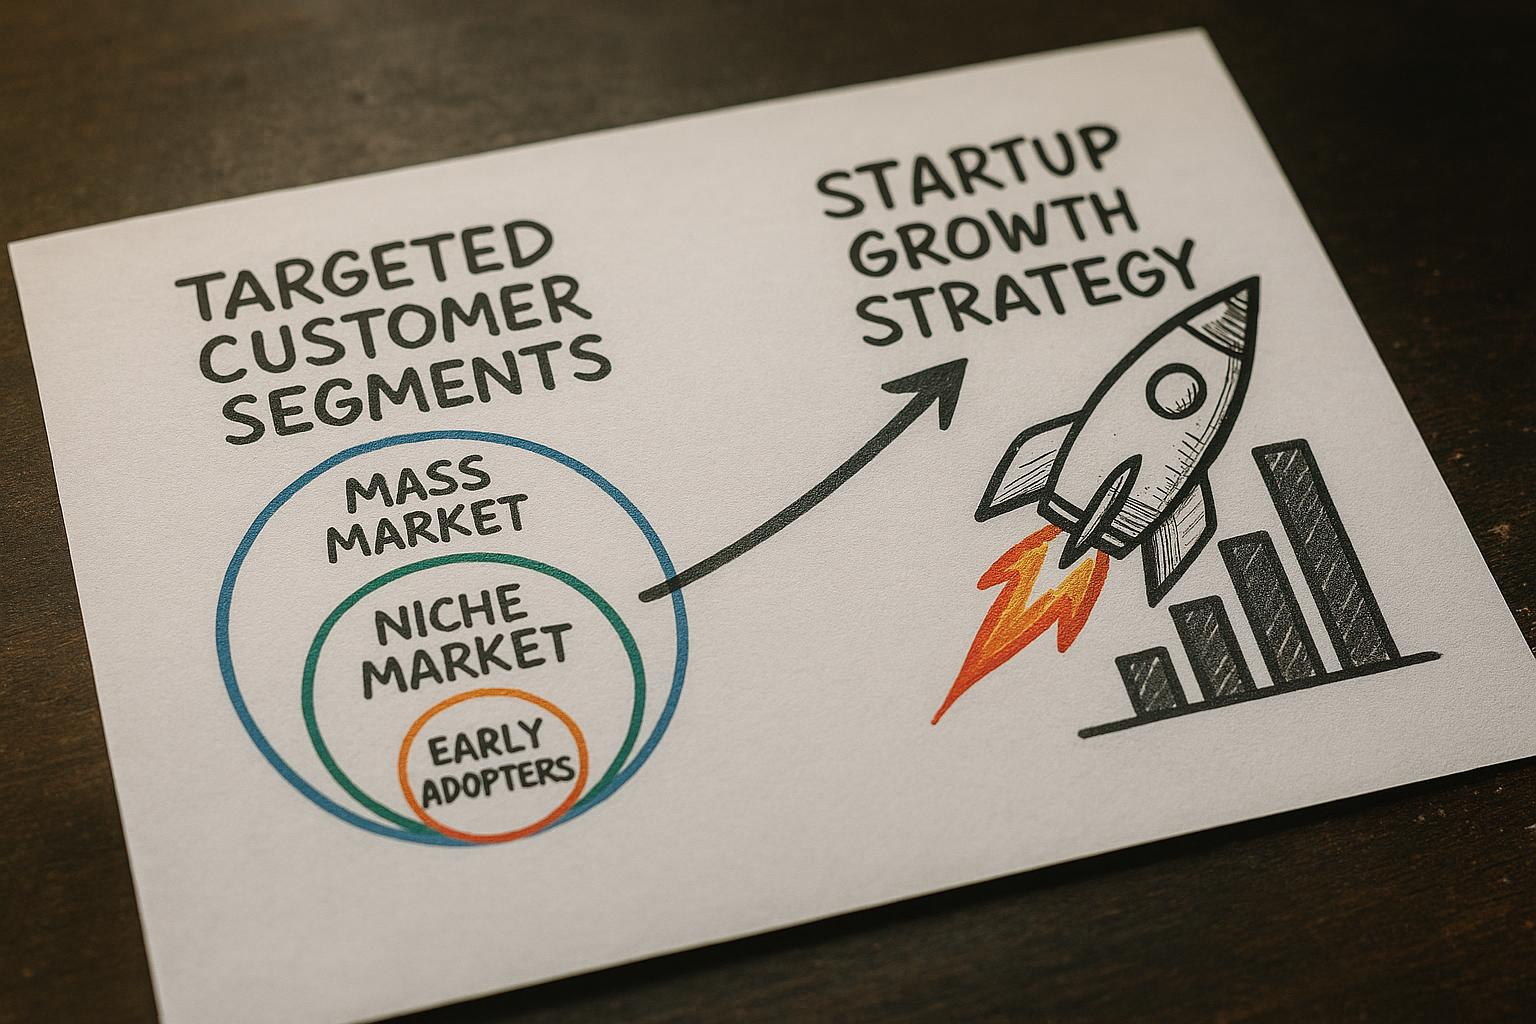 TARGETED
CUSTOMER
SEGMENTS
MASS
MARKET
NICHE
MARKET
EARLY
ADOPTERS
STARTUP
GROWTH
STRATEGY